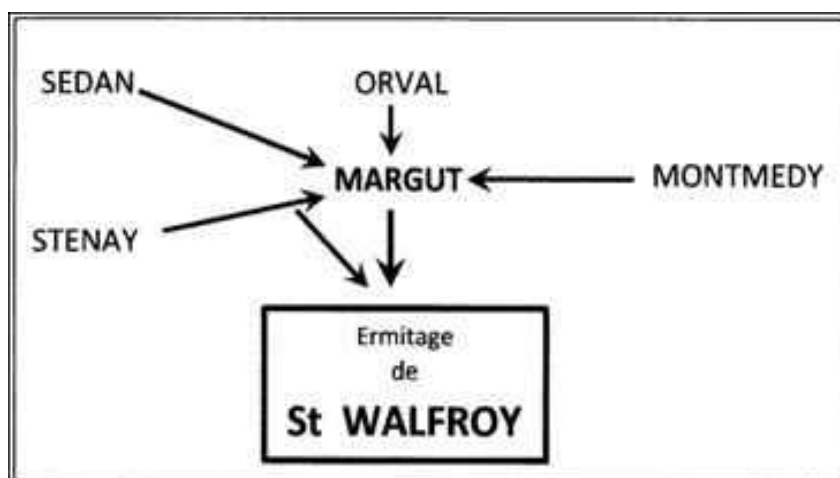 SEDAN
ORVAL
MARGUT
MONTMEDY
STENAY
Ermitage
de
St WALFROY